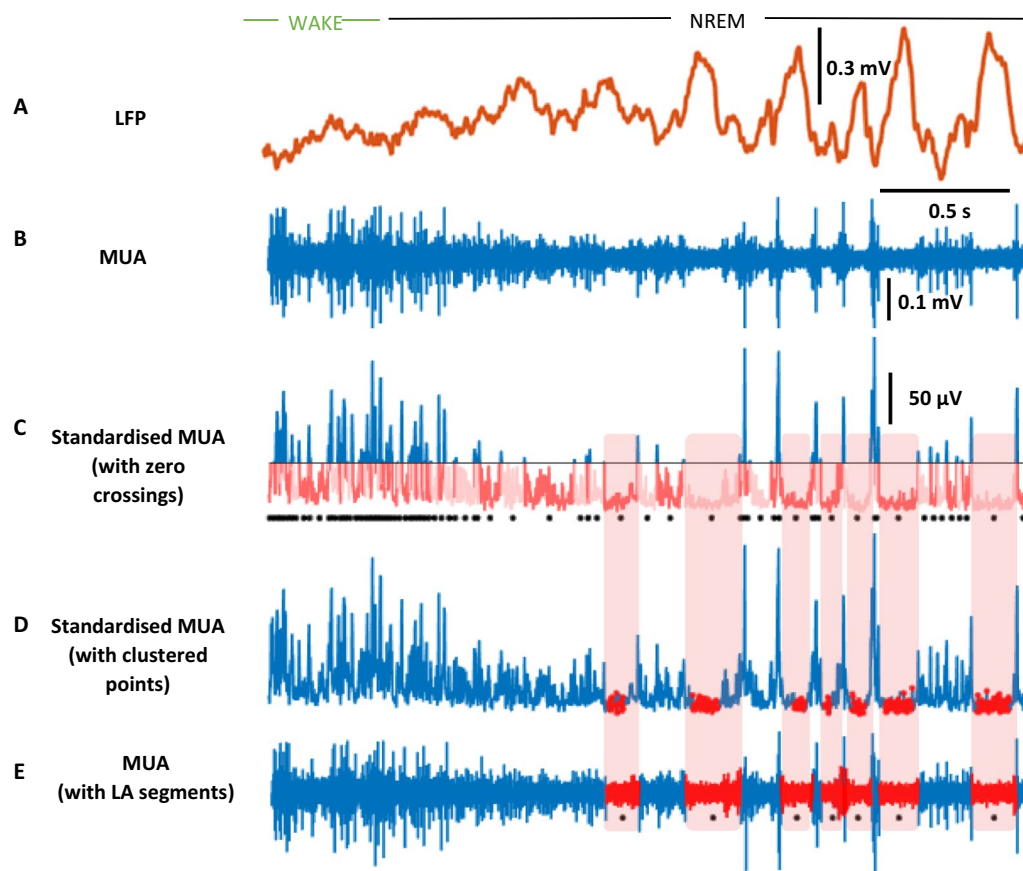 WAKE NREM
0.3 mV
A LFP
0.5 s
B MUA
0.1 mV
50 µV
C Standardised MUA
(with zero
crossings)
D Standardised MUA
(with clustered
points)
E MUA
(with LA segments)